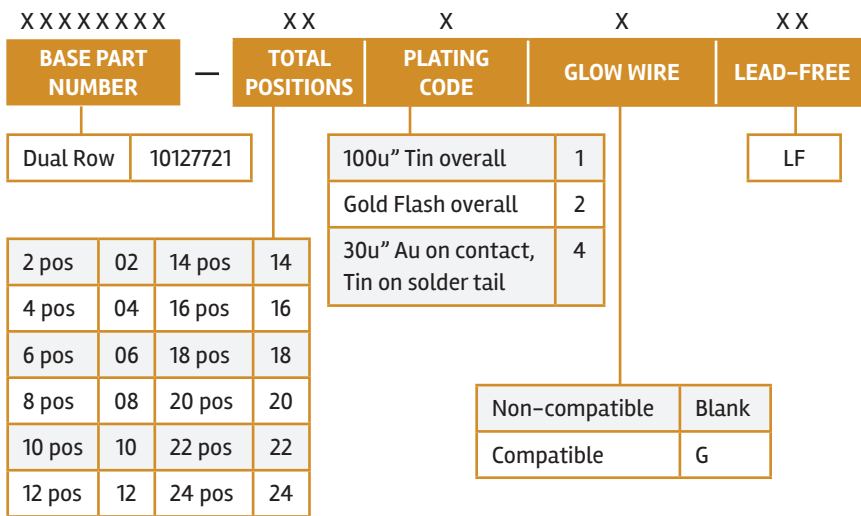 XXXXXXXX XX X X XX
BASE PART NUMBER — TOTAL POSITIONS PLATING CODE GLOW WIRE LEAD-FREE
Dual Row 10127721
100u” Tin overall 1
Gold Flash overall 2
30u” Au on contact, Tin on solder tail 4
LF
2 pos 02 14 pos 14
4 pos 04 16 pos 16
6 pos 06 18 pos 18
8 pos 08 20 pos 20
10 pos 10 22 pos 22
12 pos 12 24 pos 24
Non-compatible Blank
Compatible G